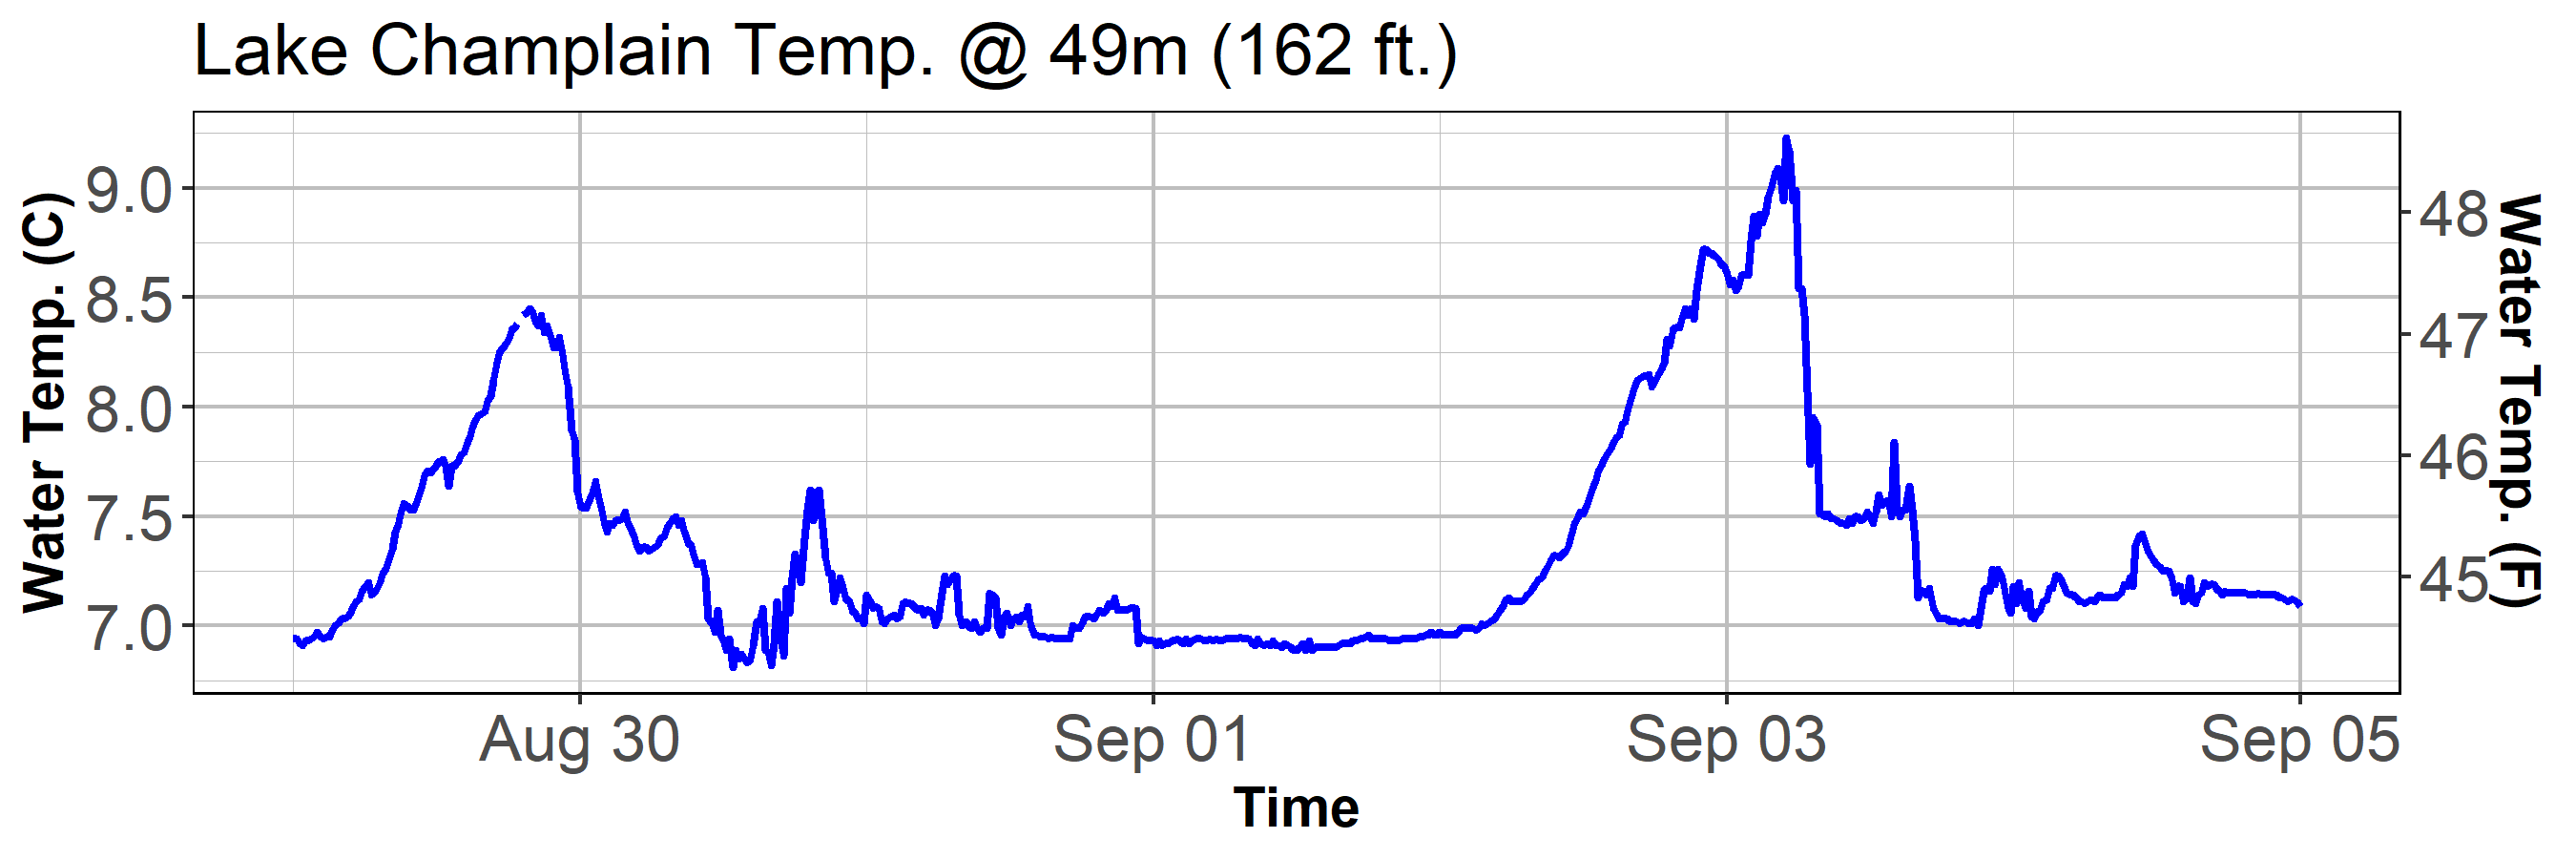 Lake Champlain Temp. @ 49m (162 ft.)
Water Temp. (C)
9.0
8.5
8.0
7.5
7.0
48
47
46
45
Water Temp. (F)
Aug 30
Sep 01
Sep 03
Sep 05
Time